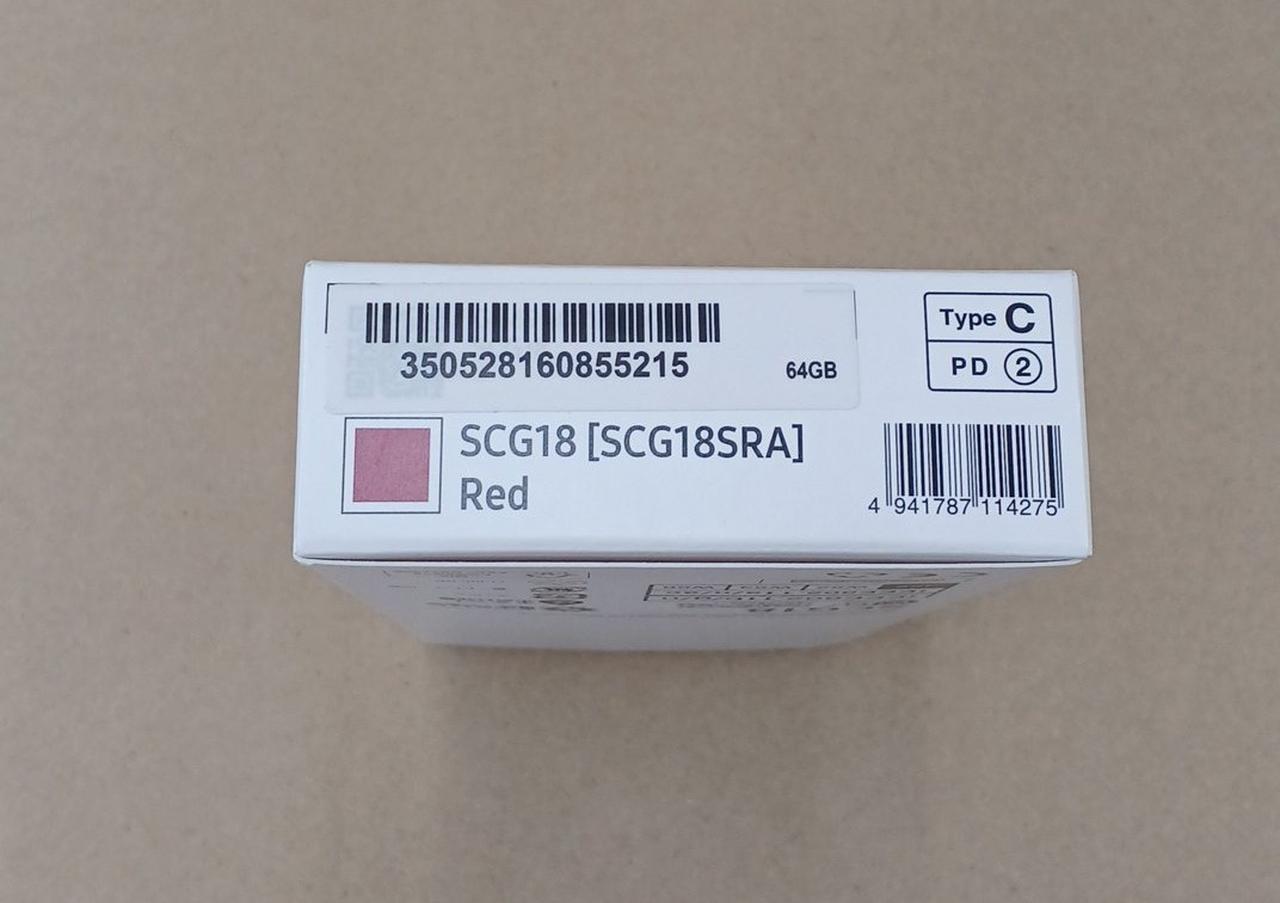 350528160855215
64GB
Type C
PD 2
SCG18 [SCG18SRA]
Red
4 941787 114275